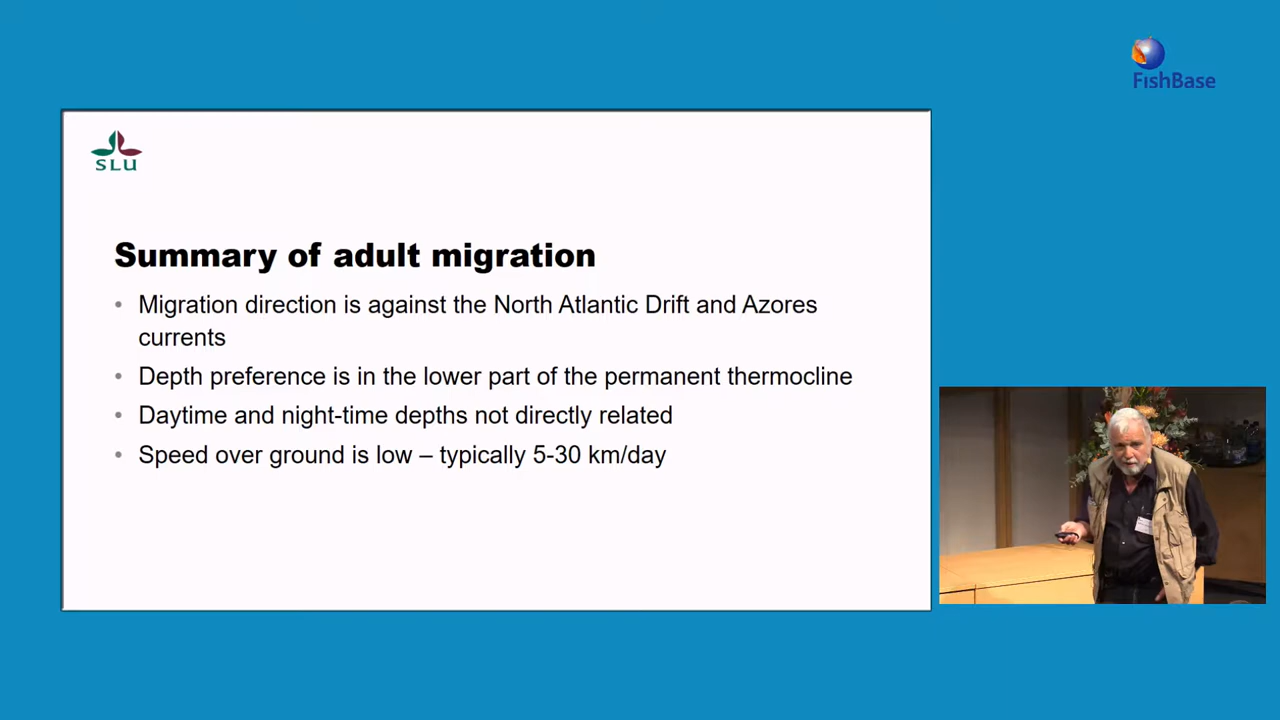 FishBase
SLU
Summary of adult migration
• Migration direction is against the North Atlantic Drift and Azores
currents
• Depth preference is in the lower part of the permanent thermocline
• Daytime and night-time depths not directly related
• Speed over ground is low – typically 5-30 km/day